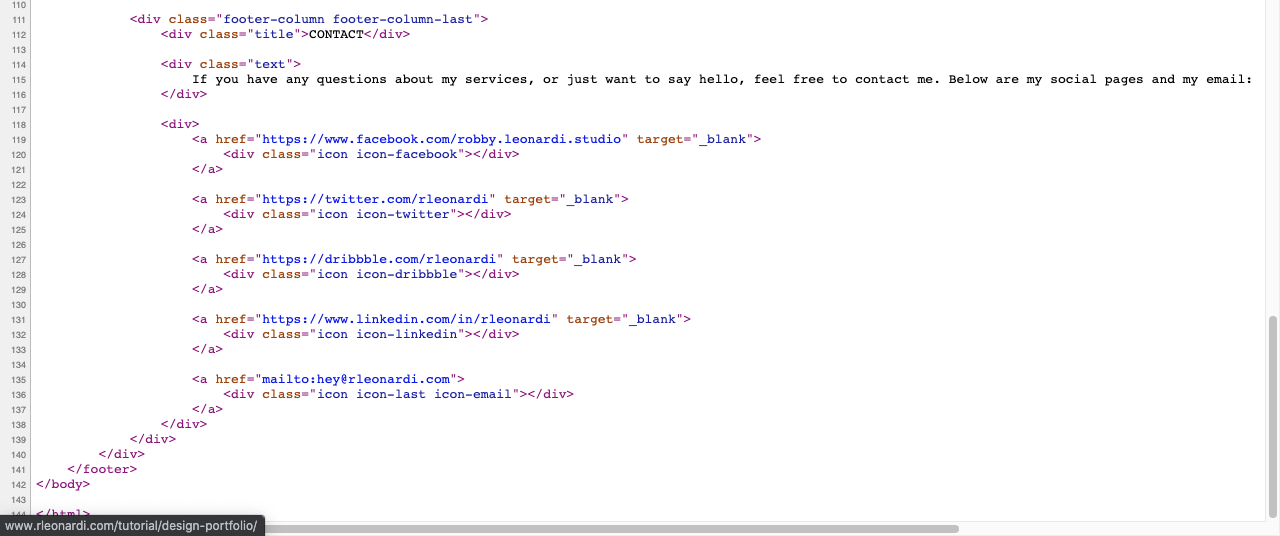 110
111 <div class="footer-column footer-column-last">
112 <div class="title">CONTACT</div>
113
114 <div class="text">
115 If you have any questions about my services, or just want to say hello, feel free to contact me. Below are my social pages and my email:
116 </div>
117
118 <div>
119 <a href="https://www.facebook.com/robby.leonardi.studio" target="_blank">
120 <div class="icon icon-facebook"></div>
121 </a>
122
123 <a href="https://twitter.com/rleonardi" target="_blank">
124 <div class="icon icon-twitter"></div>
125 </a>
126
127 <a href="https://dribbble.com/rleonardi" target="_blank">
128 <div class="icon icon-dribbble"></div>
129 </a>
130
131 <a href="https://www.linkedin.com/in/rleonardi" target="_blank">
132 <div class="icon icon-linkedin"></div>
133 </a>
134
135 <a href="mailto:hey@rleonardi.com">
136 <div class="icon icon-last icon-email"></div>
137 </a>
138 </div>
139 </div>
140 </div>
141 </footer>
142 </body>
143
144 </html>
www.rleonardi.com/tutorial/design-portfolio/